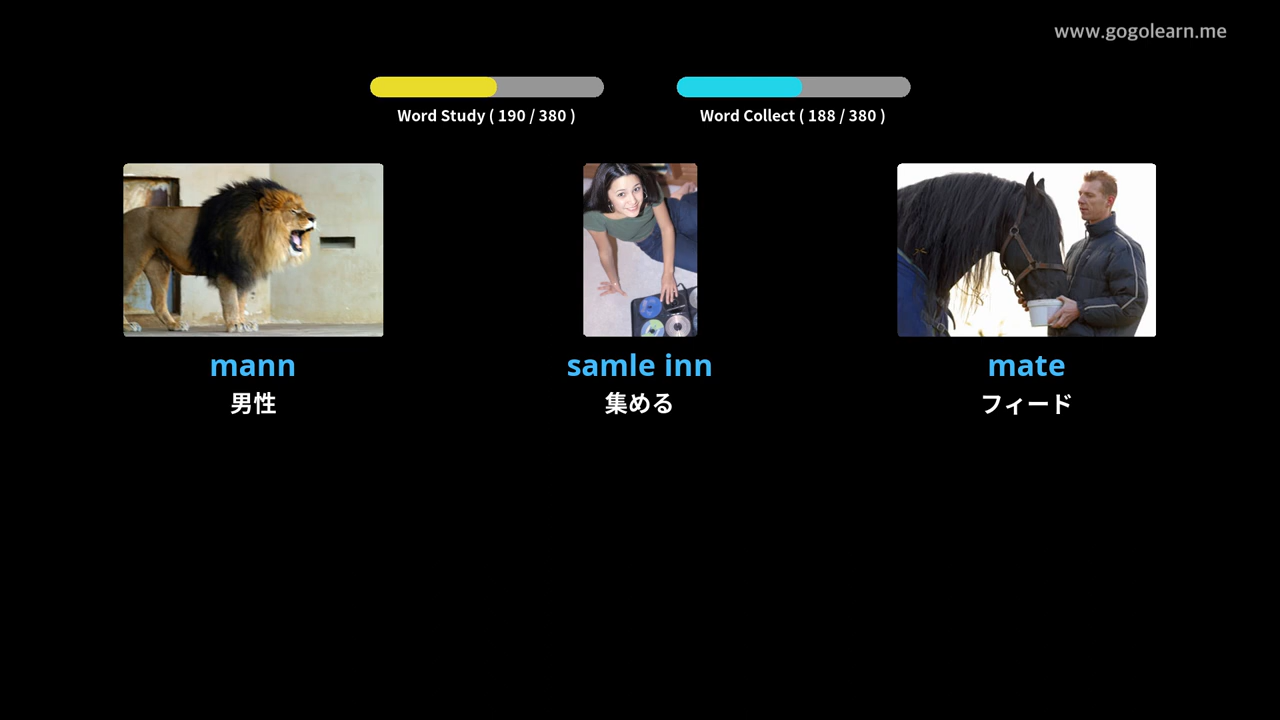 www.gogolearn.me
Word Study ( 190 / 380 )
Word Collect ( 188 / 380 )
mann
男性
samle inn
集める
mate
フィード